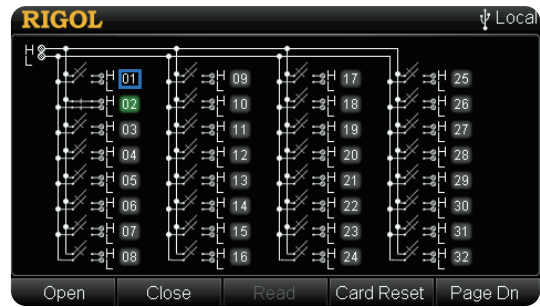 RIGOL Local
H
L
H 01 H 09 H 17 H 25
L L L L
H 02 H 10 H 18 H 26
L L L L
H 03 H 11 H 19 H 27
L L L L
H 04 H 12 H 20 H 28
L L L L
H 05 H 13 H 21 H 29
L L L L
H 06 H 14 H 22 H 30
L L L L
H 07 H 15 H 23 H 31
L L L L
H 08 H 16 H 24 H 32
L L L L
Open Close Read Card Reset Page Dn